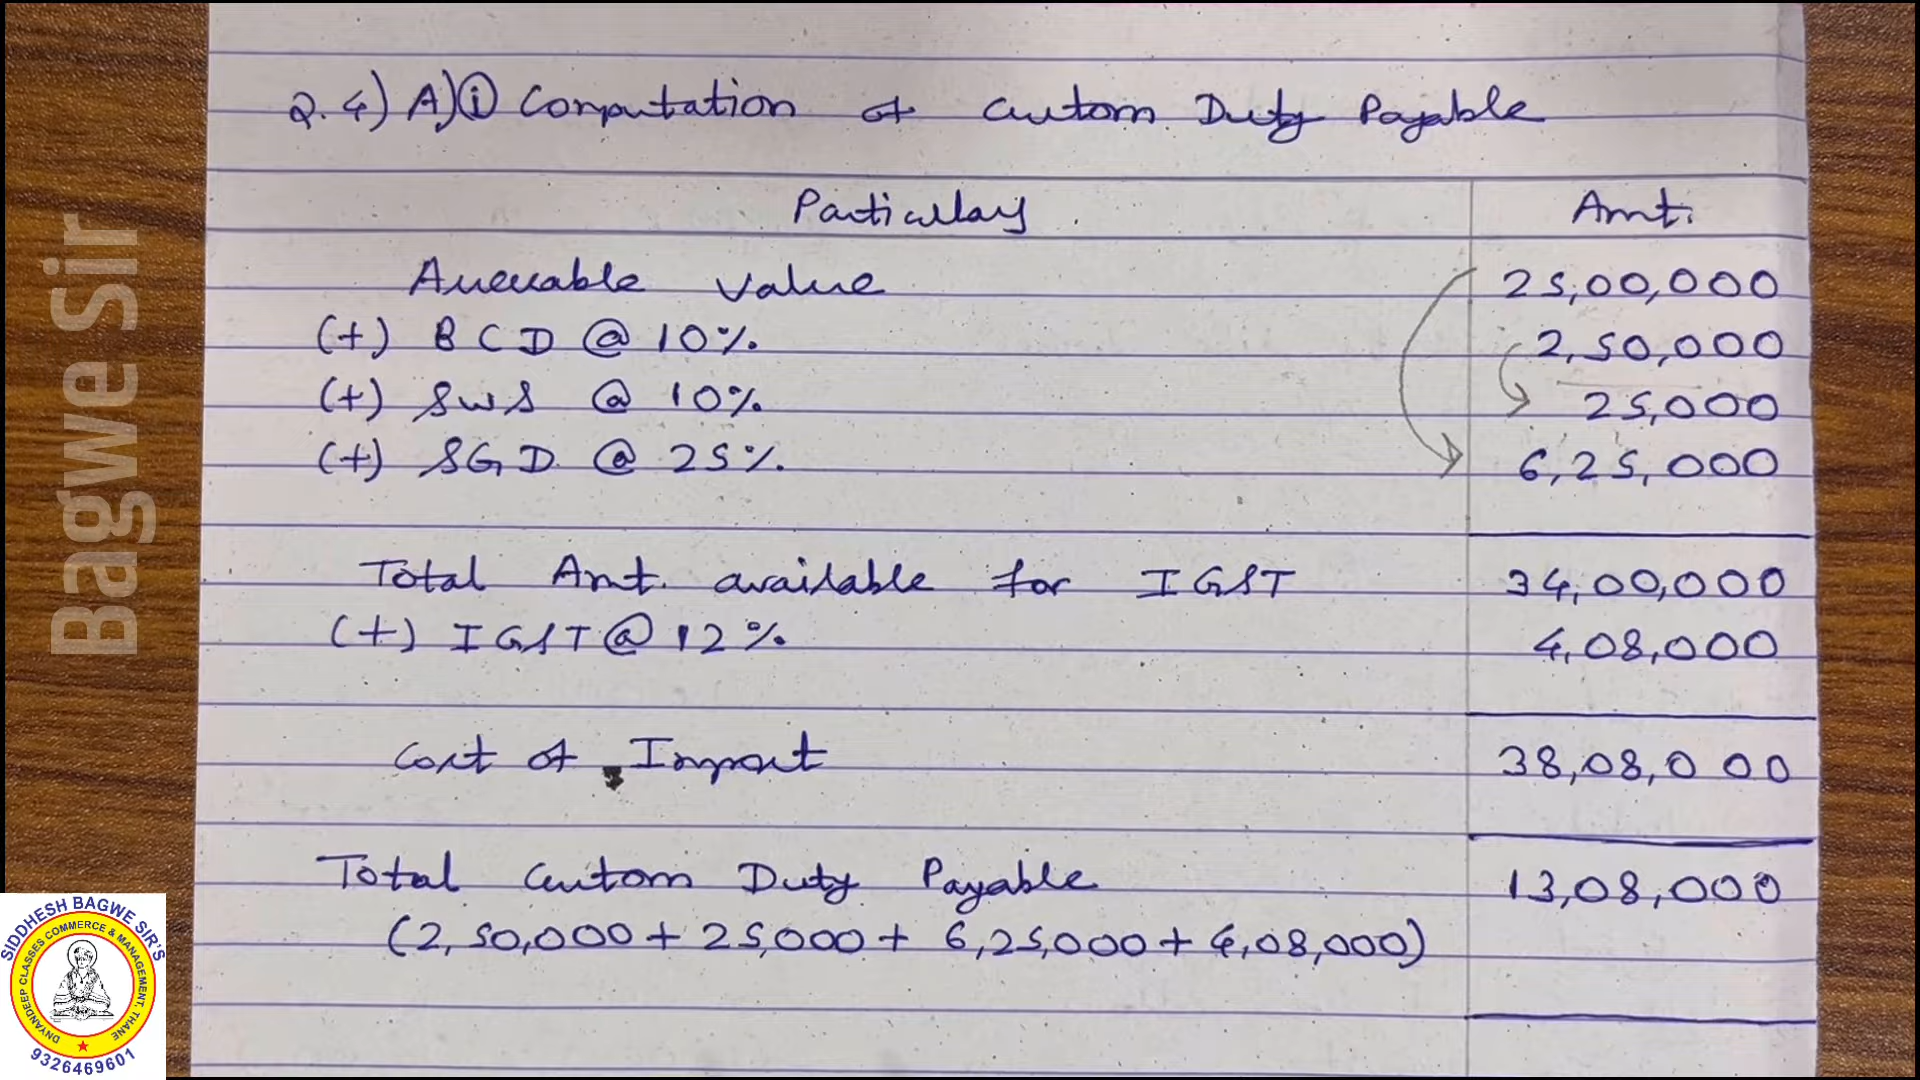 Q.4) A) i) Computation of Custom Duty Payable
Particulars Amt.
Assessable Value 25,00,000
(+) BCD @ 10% 2,50,000
(+) SWS @ 10% 25,000
(+) SGD @ 25% 6,25,000
Total Amt. available for IGST 34,00,000
(+) IGST @ 12% 4,08,000
Cost of Import 38,08,000
Total Custom Duty Payable 13,08,000
(2,50,000 + 25,000 + 6,25,000 + 4,08,000)
Bagwe Sir
SIDDHESH BAGWE SIR'S
DNYANDEEP CLASSES COMMERCE & MANAGEMENT, THANE
9326469601